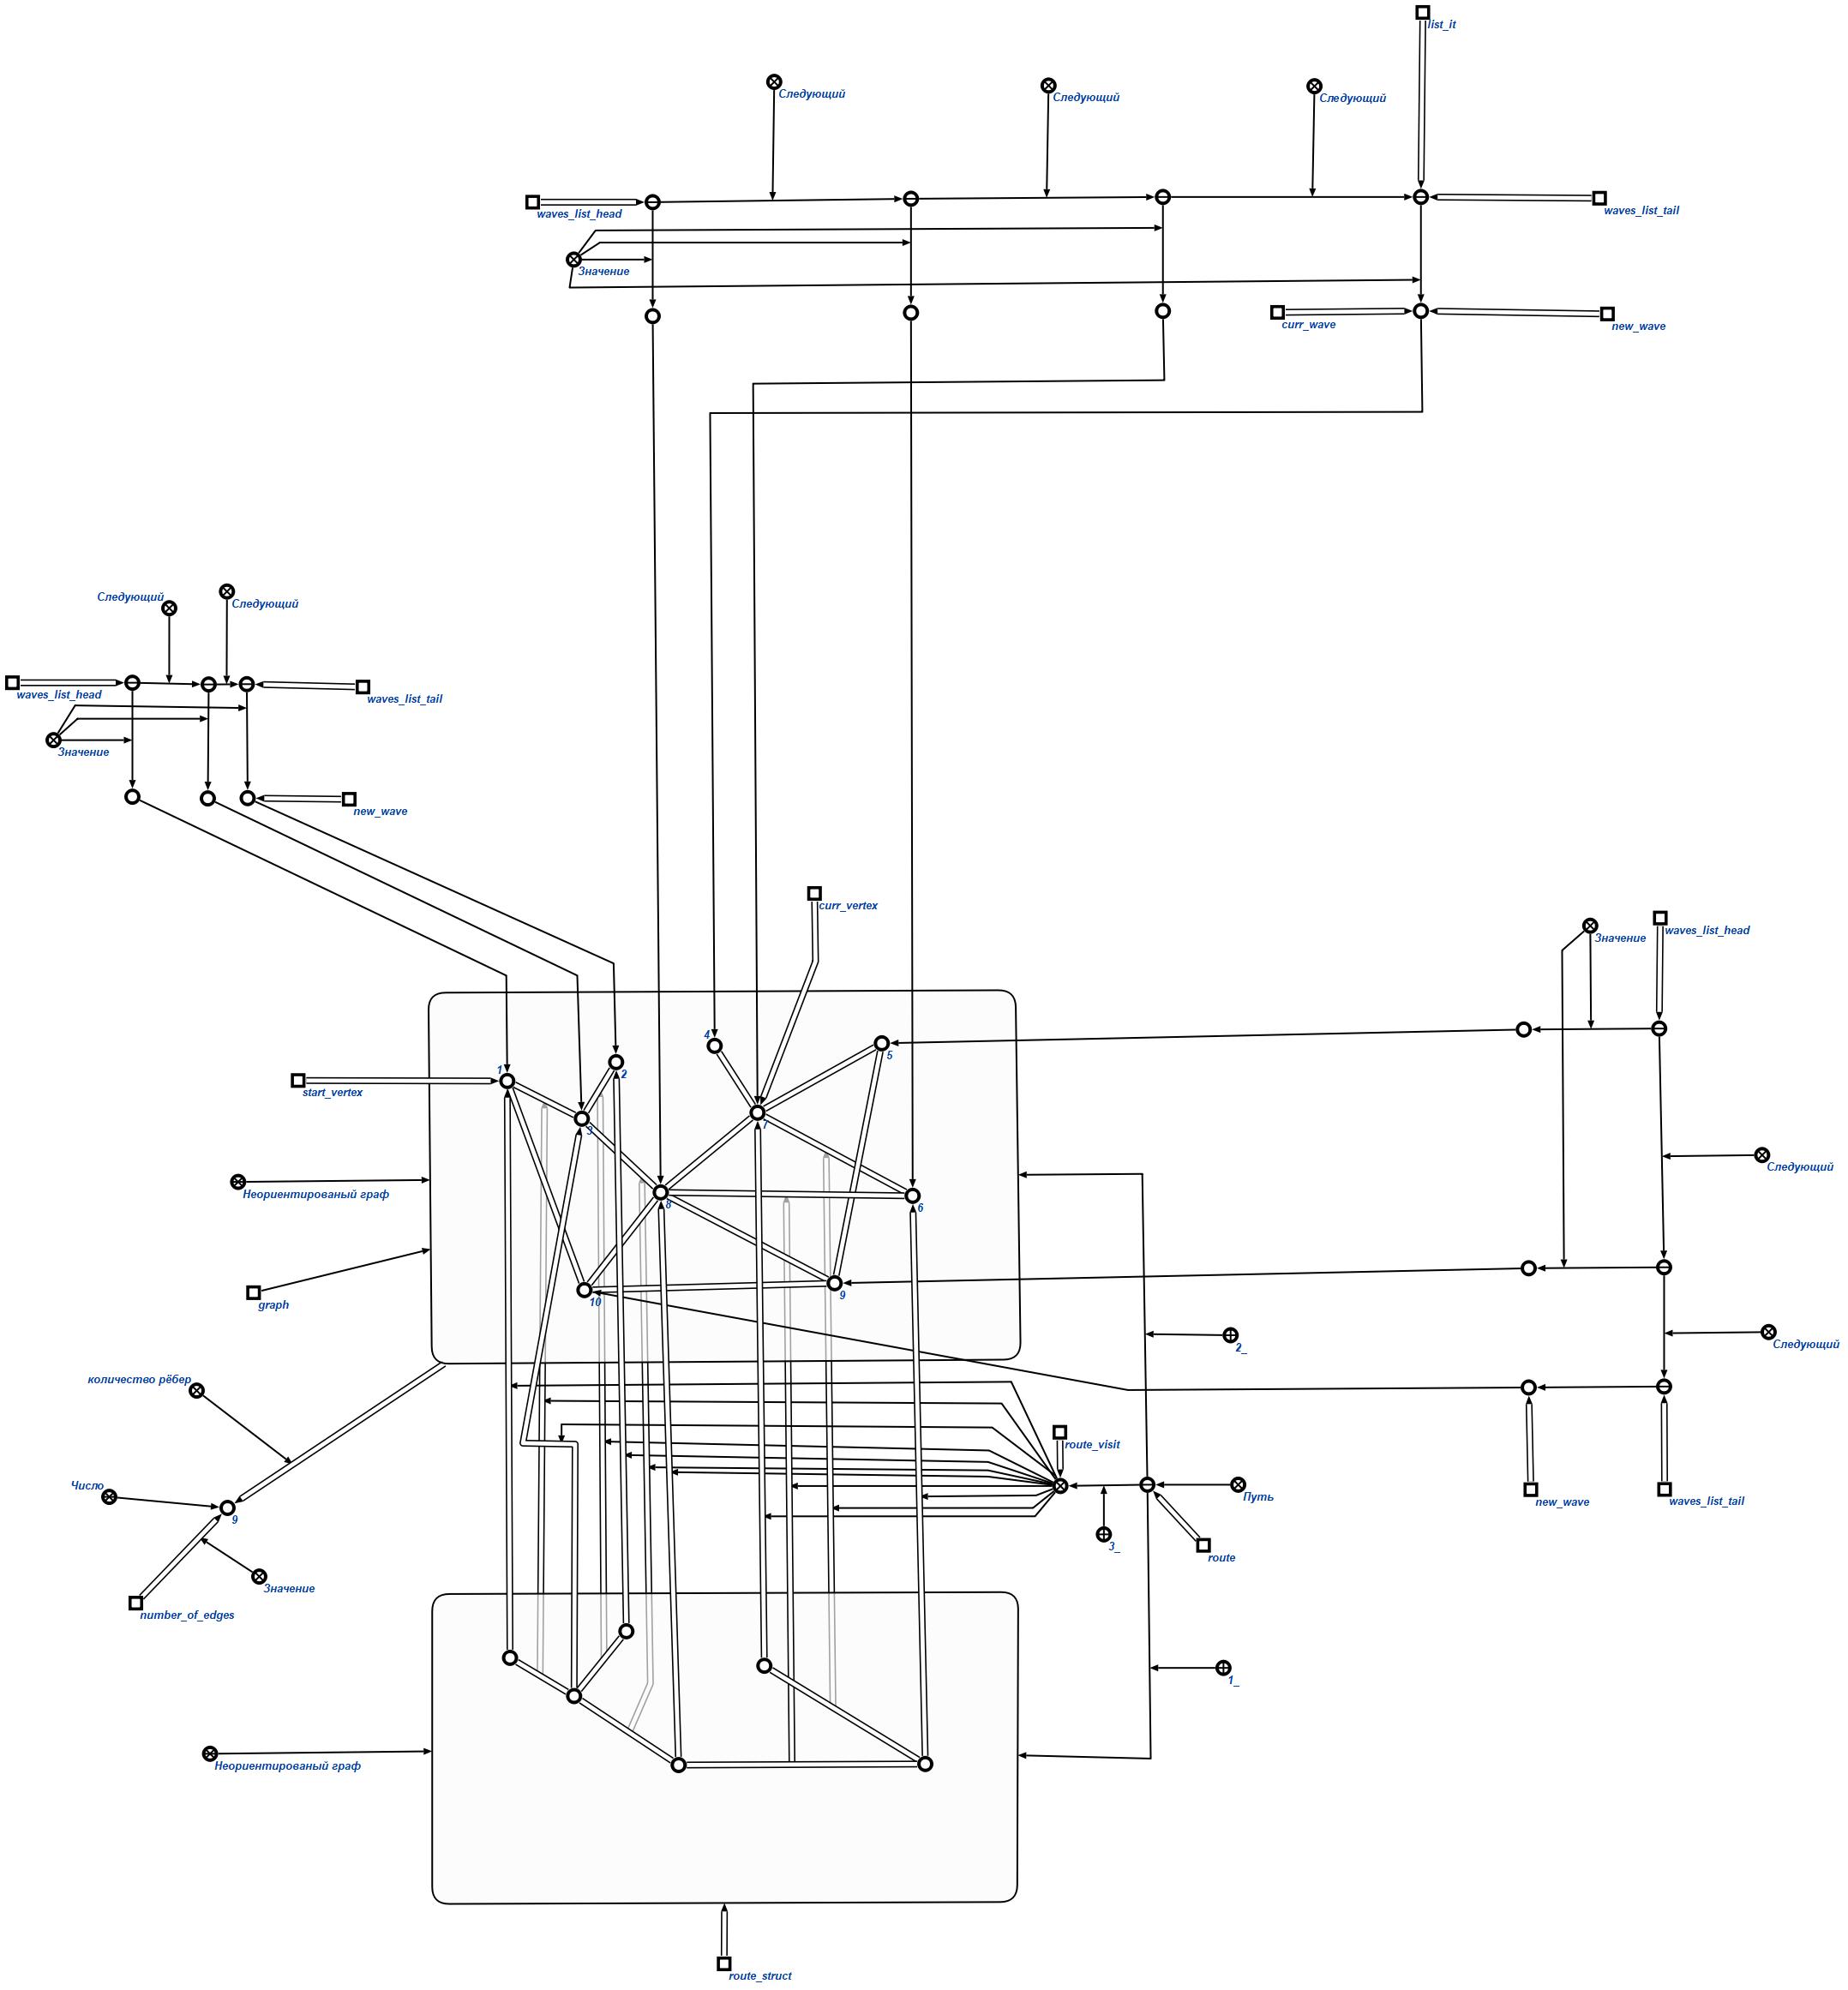 list_it
Следующий
Следующий
Следующий
waves_list_head
waves_list_tail
Значение
curr_wave
new_wave
Следующий
Следующий
waves_list_head
waves_list_tail
Значение
new_wave
curr_vertex
Значение
waves_list_head
4
5
1
2
start_vertex
3
7
Следующий
Неориентированый граф
8
6
graph
10
9
2_
Следующий
количество рёбер
route_visit
Число
Путь
new_wave
waves_list_tail
9
3_
route
Значение
number_of_edges
1_
Неориентированый граф
route_struct